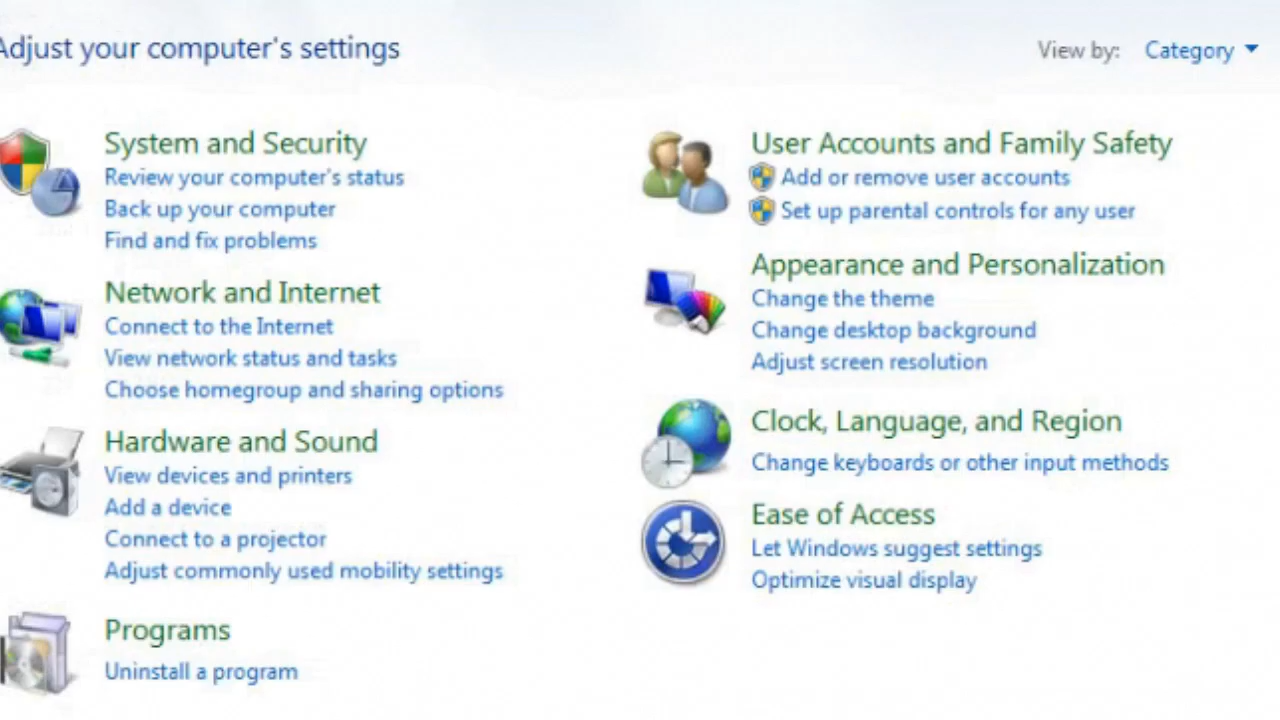 Adjust your computer's settings
View by: Category
System and Security
Review your computer's status
Back up your computer
Find and fix problems
Network and Internet
Connect to the Internet
View network status and tasks
Choose homegroup and sharing options
Hardware and Sound
View devices and printers
Add a device
Connect to a projector
Adjust commonly used mobility settings
Programs
Uninstall a program
User Accounts and Family Safety
Add or remove user accounts
Set up parental controls for any user
Appearance and Personalization
Change the theme
Change desktop background
Adjust screen resolution
Clock, Language, and Region
Change keyboards or other input methods
Ease of Access
Let Windows suggest settings
Optimize visual display